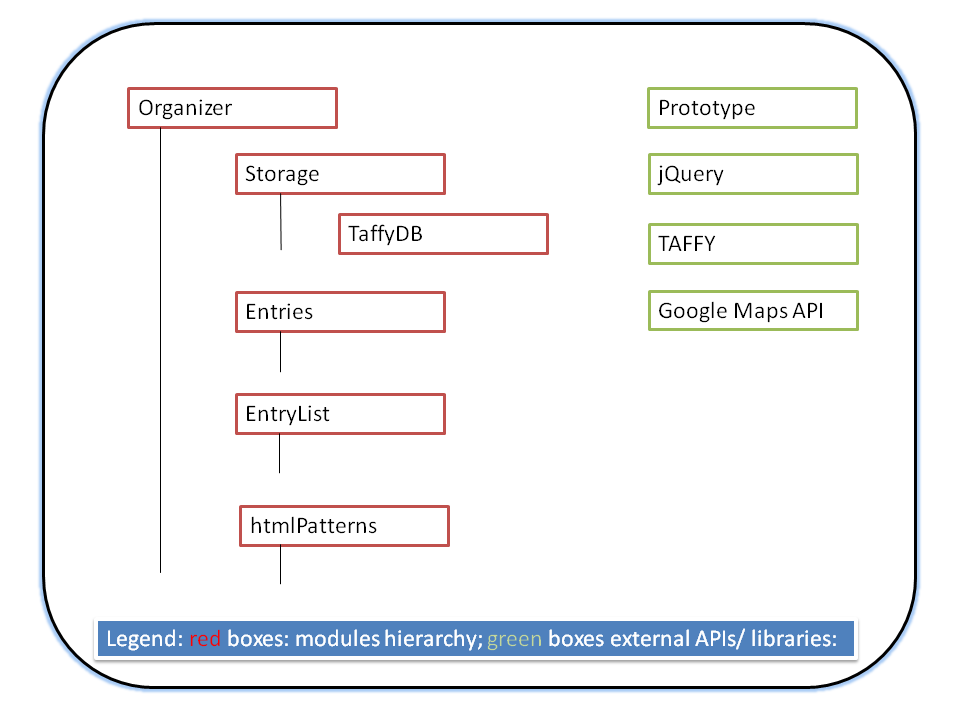 Organizer
Storage
TaffyDB
Entries
EntryList
htmlPatterns
Prototype
jQuery
TAFFY
Google Maps API
Legend: red boxes: modules hierarchy; green boxes external APIs/ libraries: